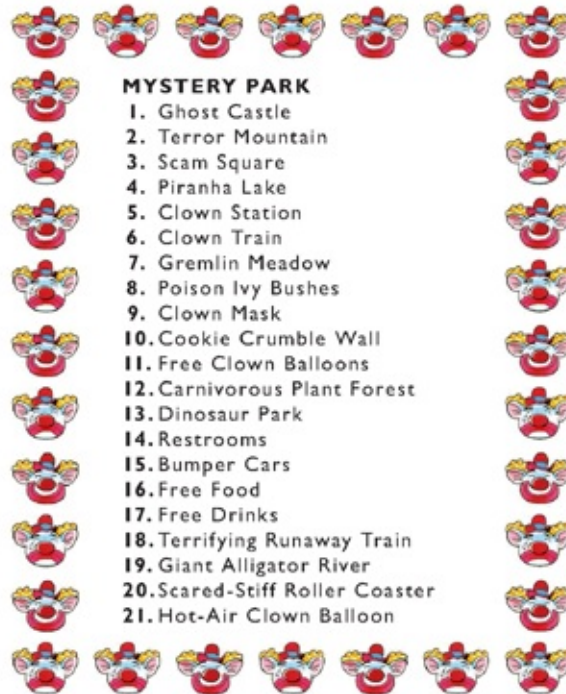 MYSTERY PARK
1. Ghost Castle
2. Terror Mountain
3. Scam Square
4. Piranha Lake
5. Clown Station
6. Clown Train
7. Gremlin Meadow
8. Poison Ivy Bushes
9. Clown Mask
10. Cookie Crumble Wall
11. Free Clown Balloons
12. Carnivorous Plant Forest
13. Dinosaur Park
14. Restrooms
15. Bumper Cars
16. Free Food
17. Free Drinks
18. Terrifying Runaway Train
19. Giant Alligator River
20. Scared-Stiff Roller Coaster
21. Hot-Air Clown Balloon